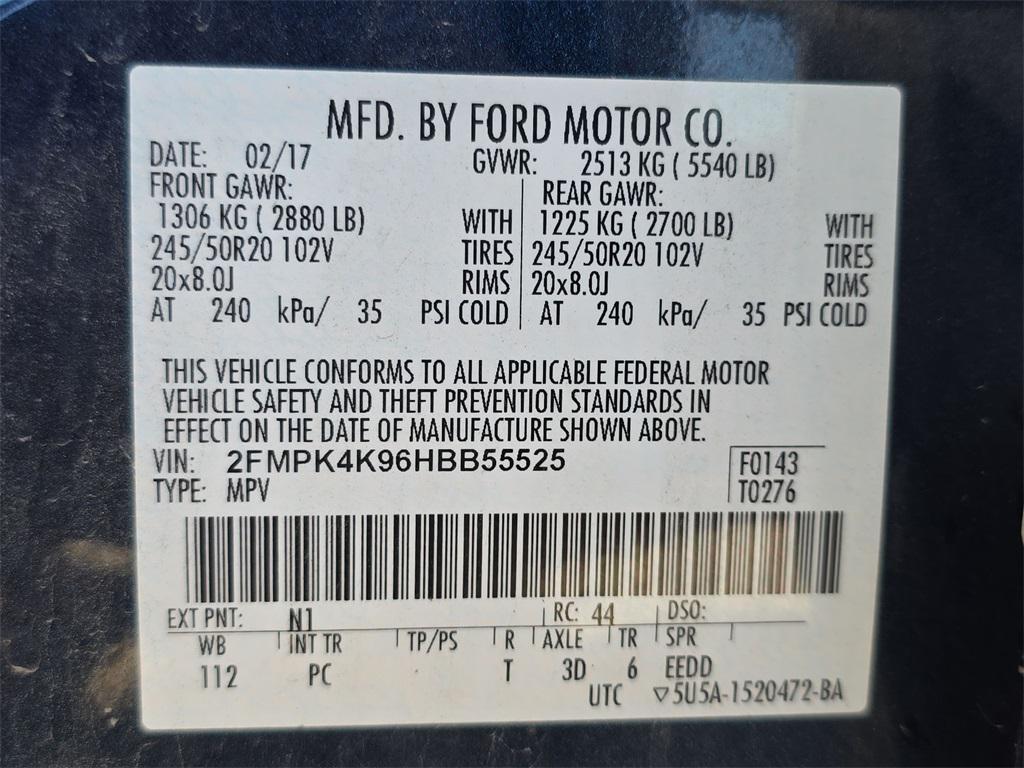 MFD. BY FORD MOTOR CO.
DATE: 02/17 GVWR: 2513 KG ( 5540 LB)
FRONT GAWR: REAR GAWR:
1306 KG ( 2880 LB) WITH 1225 KG ( 2700 LB) WITH
245/50R20 102V TIRES 245/50R20 102V TIRES
20x8.0J RIMS 20x8.0J RIMS
AT 240 kPa/ 35 PSI COLD AT 240 kPa/ 35 PSI COLD
THIS VEHICLE CONFORMS TO ALL APPLICABLE FEDERAL MOTOR
VEHICLE SAFETY AND THEFT PREVENTION STANDARDS IN
EFFECT ON THE DATE OF MANUFACTURE SHOWN ABOVE.
VIN: 2FMPK4K96HBB55525 F0143
TYPE: MPV T0276
EXT PNT: N1 RC: 44 DSO:
WB INT TR TP/PS R AXLE TR SPR
112 PC T 3D 6 EEDD
UTC ▽5U5A-1520472-BA